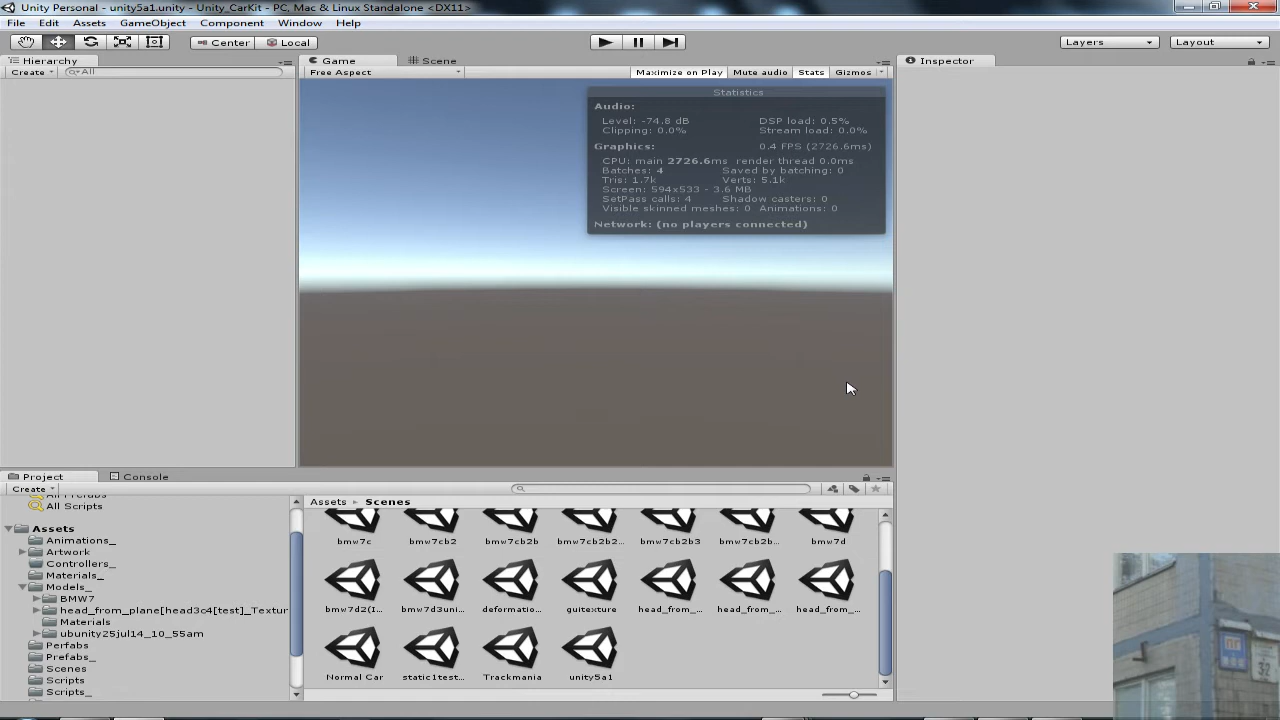 Unity Personal - unity5a1.unity - Unity_CarKit - PC, Mac & Linux Standalone <DX11>
File Edit Assets GameObject Component Window Help
Center Local Layers Layout
Hierarchy
Create All
Game Scene
Free Aspect Maximize on Play Mute audio Stats Gizmos
Statistics
Audio:
Level: -74.8 dB DSP load: 0.5%
Clipping: 0.0% Stream load: 0.0%
Graphics: 0.4 FPS (2726.6ms)
CPU: main 2726.6ms render thread 0.0ms
Batches: 4 Saved by batching: 0
Tris: 1.7k Verts: 5.1k
Screen: 594x533 - 3.6 MB
SetPass calls: 4 Shadow casters: 0
Visible skinned meshes: 0 Animations: 0
Network: (no players connected)
Inspector
Project Console
Create
All Prefabs
All Scripts
Assets
Animations_
Artwork
Controllers_
Materials_
Models_
BMW7
head_from_plane[head3c4[test]_Textur
Materials
ubunity25jul14_10_55am
Perfabs
Prefabs_
Scenes
Scripts
Scripts_
Assets Scenes
bmw7c bmw7cb2 bmw7cb2b bmw7cb2b2... bmw7cb2b3 bmw7cb2b... bmw7d
bmw7d2(I... bmw7d3uni... deformatio... guitexture head_from_... head_from_... head_from_...
Normal Car static1test... Trackmania unity5a1
32